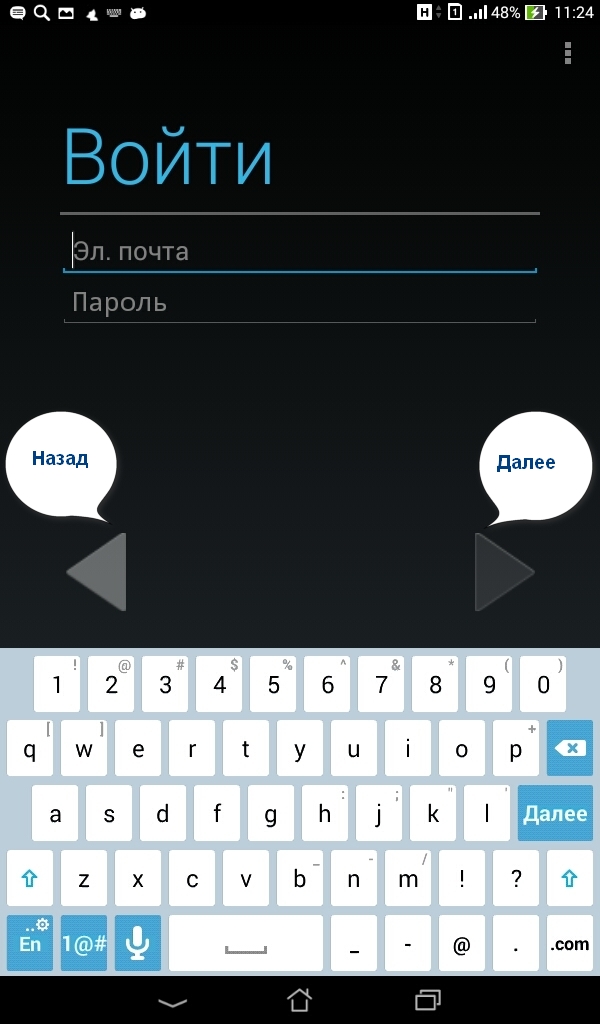 H 1 48% 11:24
Войти
Эл. почта
Пароль
Назад
Далее
! @ # $ % ^ & * ( )
1 2 3 4 5 6 7 8 9 0
[ ] +
q w e r t y u i o p
: ; " '
a s d f g h j k l Далее
_ - /
z x c v b n m ! ?
En 1@# _ - @ . .com